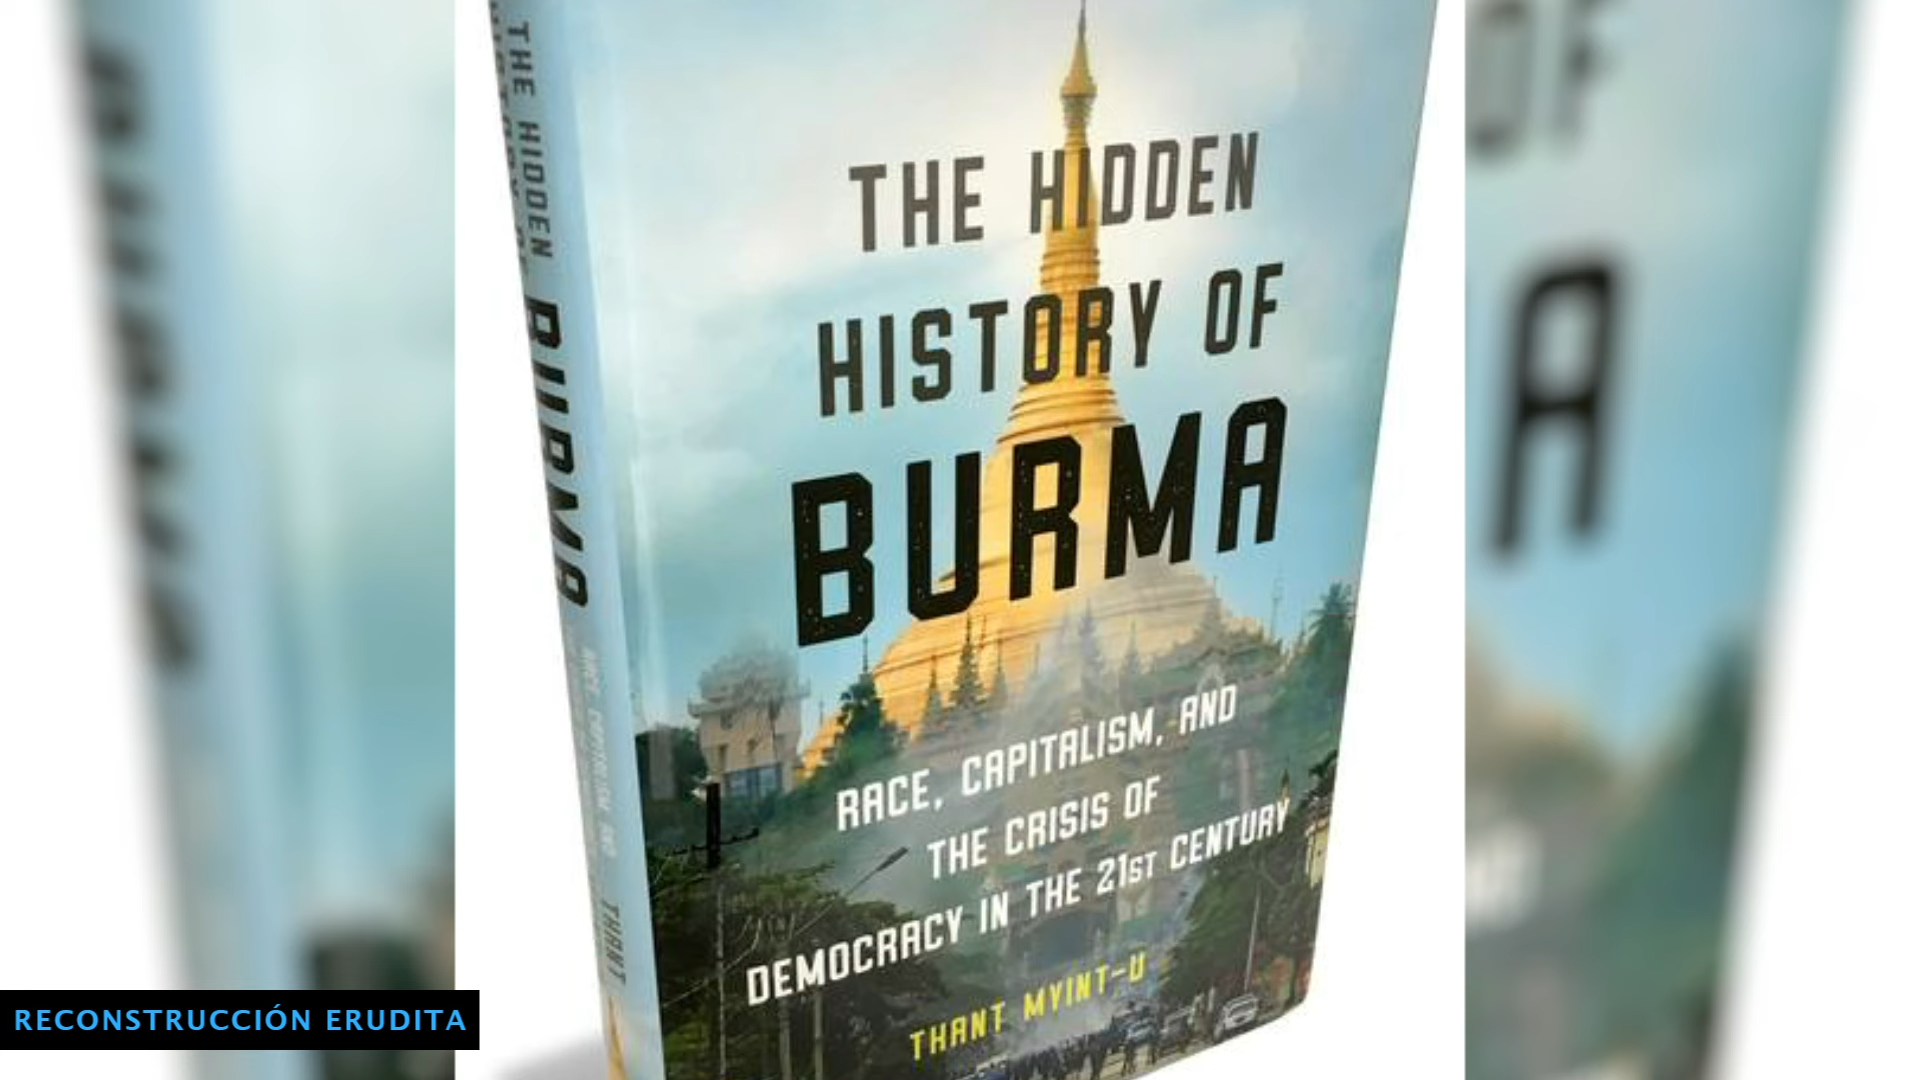 THE HIDDEN
HISTORY OF
BURMA
RACE, CAPITALISM, AND
THE CRISIS OF
DEMOCRACY IN THE 21ST CENTURY
THANT MYINT-U
THE HIDDEN
BURMA
THANT
RECONSTRUCCIÓN ERUDITA